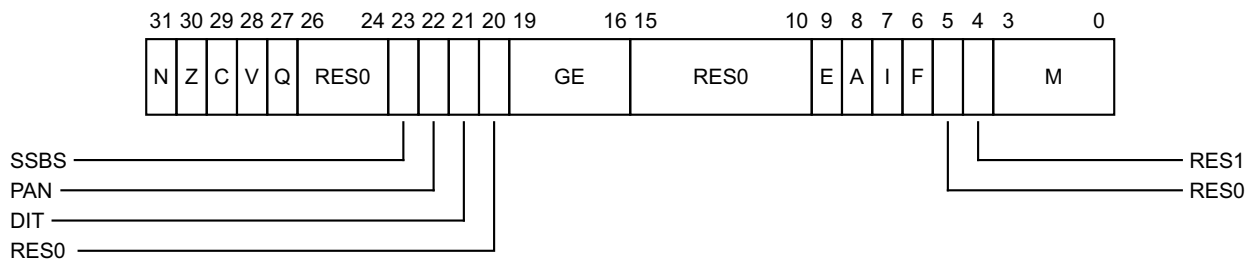 31 30 29 28 27 26 24 23 22 21 20 19 16 15 10 9 8 7 6 5 4 3 0
N Z C V Q RES0 GE RES0 E A I F M
SSBS RES1
PAN RES0
DIT
RES0